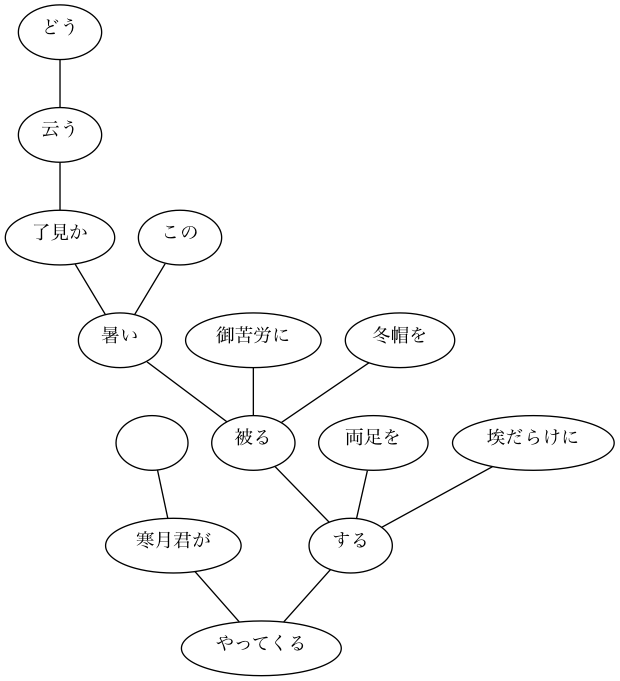 どう
云う
了見か
この
暑い
御苦労に
冬帽を
被る
両足を
埃だらけに
寒月君が
する
やってくる